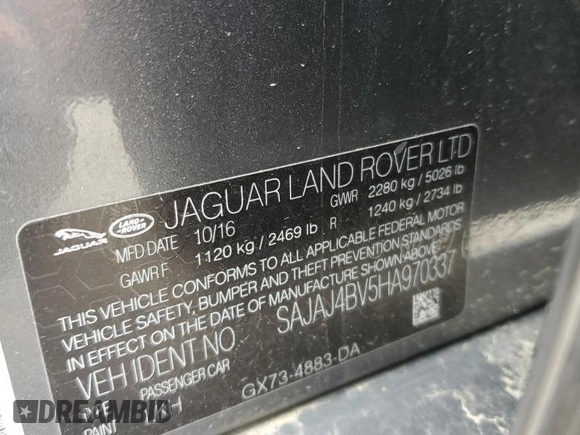 JAGUAR
LAND ROVER
JAGUAR LAND ROVER LTD
MFD DATE 10/16 GVWR 2280 kg / 5026 lb
GAWR F 1120 kg / 2469 lb R 1240 kg / 2734 lb
THIS VEHICLE CONFORMS TO ALL APPLICABLE FEDERAL MOTOR
VEHICLE SAFETY, BUMPER AND THEFT PREVENTION STANDARDS
IN EFFECT ON THE DATE OF MANUFACTURE SHOWN ABOVE.
VEH IDENT NO. SAJAJ4BV5HA970337
PASSENGER CAR
PAINT
GX73-4883-DA
DREAMBID